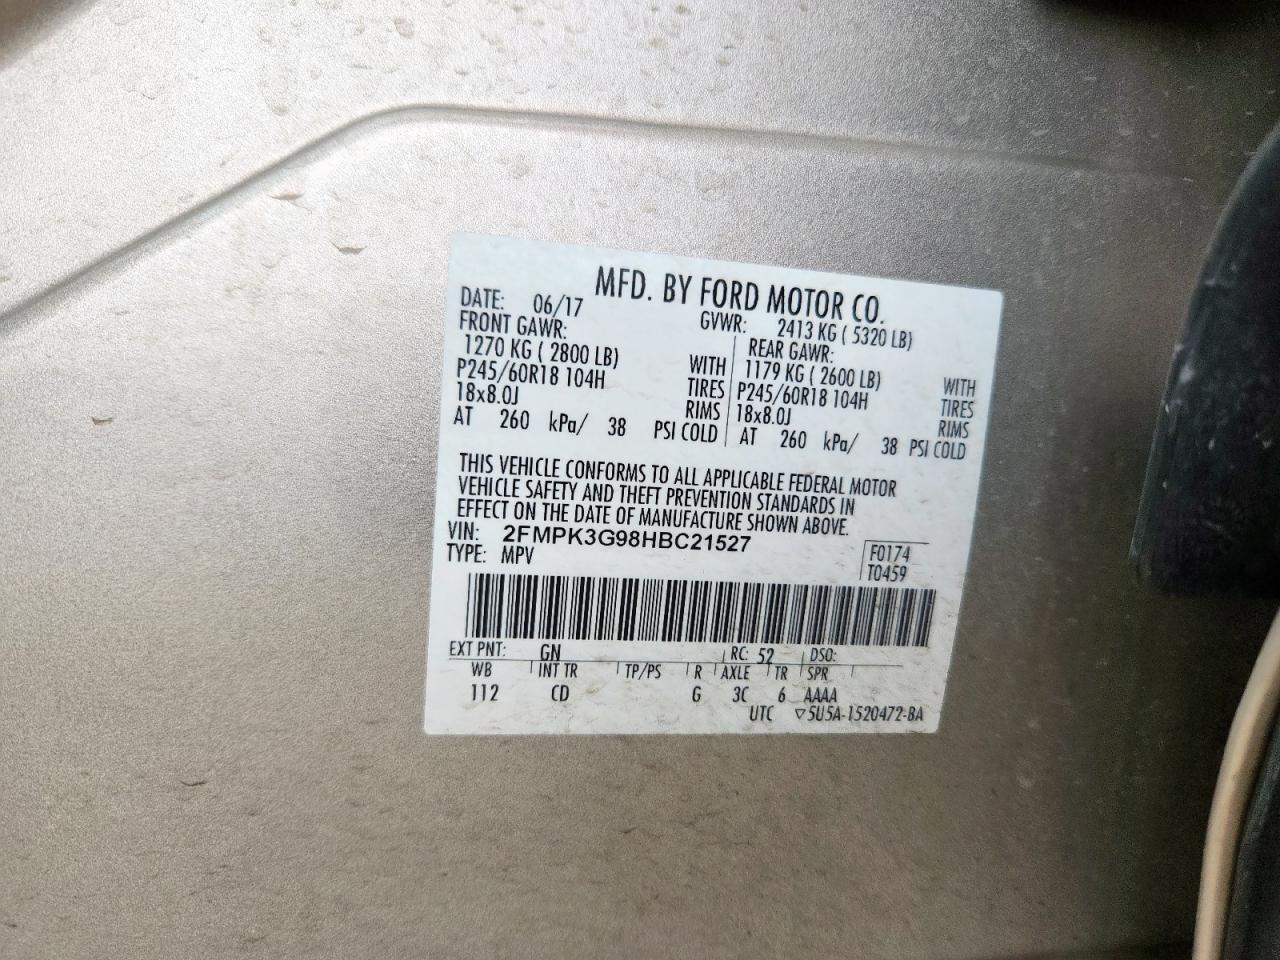 MFD. BY FORD MOTOR CO.
DATE: 06/17 GVWR: 2413 KG ( 5320 LB)
FRONT GAWR: REAR GAWR:
1270 KG ( 2800 LB) WITH 1179 KG ( 2600 LB) WITH
P245/60R18 104H TIRES P245/60R18 104H TIRES
18x8.0J RIMS 18x8.0J RIMS
AT 260 kPa/ 38 PSI COLD AT 260 kPa/ 38 PSI COLD
THIS VEHICLE CONFORMS TO ALL APPLICABLE FEDERAL MOTOR
VEHICLE SAFETY AND THEFT PREVENTION STANDARDS IN
EFFECT ON THE DATE OF MANUFACTURE SHOWN ABOVE.
VIN: 2FMPK3G98HBC21527
TYPE: MPV
F0174
T0459
EXT PNT: GN RC: 52 DSO:
WB INT TR TP/PS R AXLE TR SPR
112 CD G 3C 6 AAAA
UTC ▽5U5A-1520472-BA